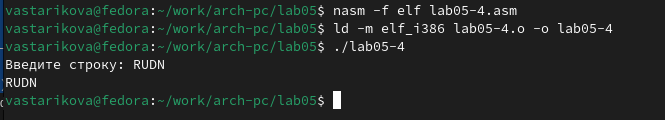 vastarikova@fedora:~/work/arch-pc/lab05$ nasm -f elf lab05-4.asm
vastarikova@fedora:~/work/arch-pc/lab05$ ld -m elf_i386 lab05-4.o -o lab05-4
vastarikova@fedora:~/work/arch-pc/lab05$ ./lab05-4
Введите строку: RUDN
RUDN
vastarikova@fedora:~/work/arch-pc/lab05$